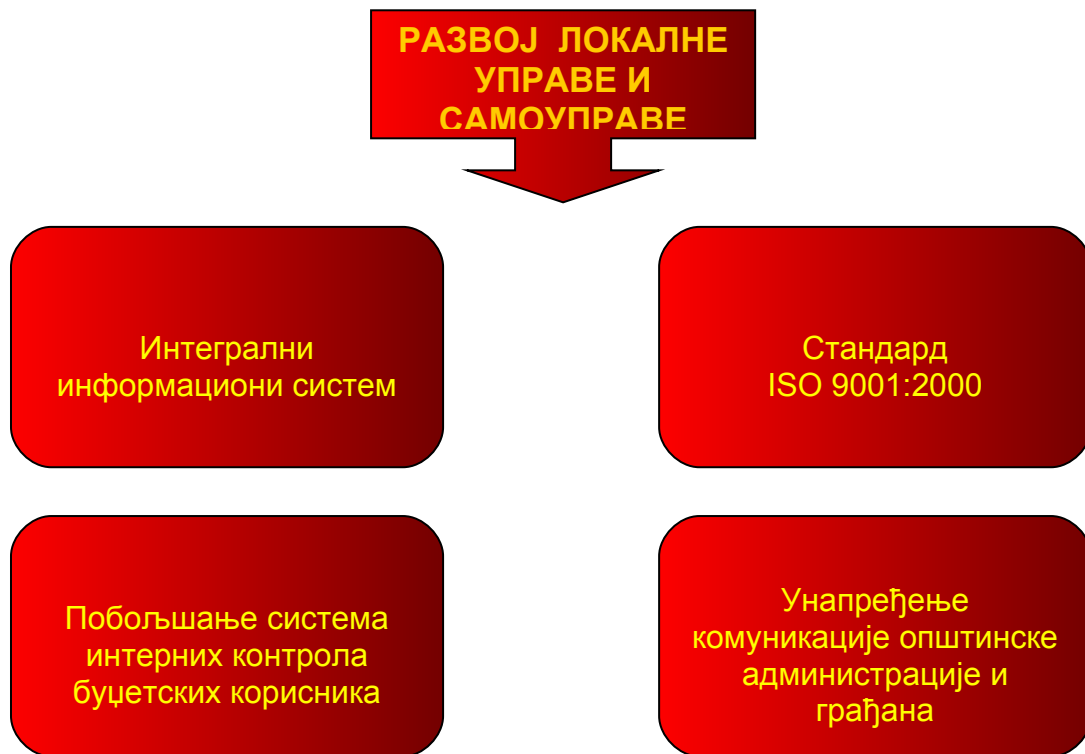 РАЗВОЈ ЛОКАЛНЕ
УПРАВЕ И
САМОУПРАВЕ
Интегрални
информациони систем
Стандард
ISO 9001:2000
Побољшање система
интерних контрола
буџетских корисника
Унапређење
комуникације општинске
администрације и
грађана